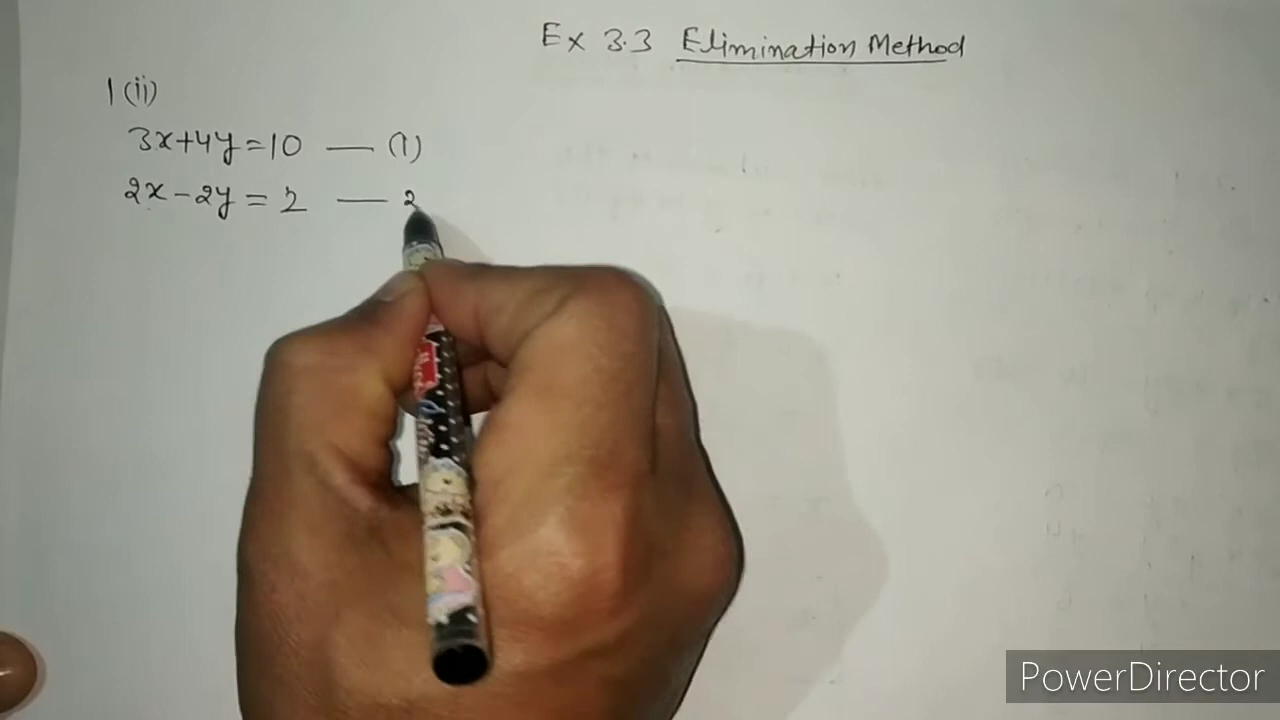 Ex 3.3 Elimination Method
1(ii)
3x+4y=10 — (1)
2x-2y=2 — 2
PowerDirector